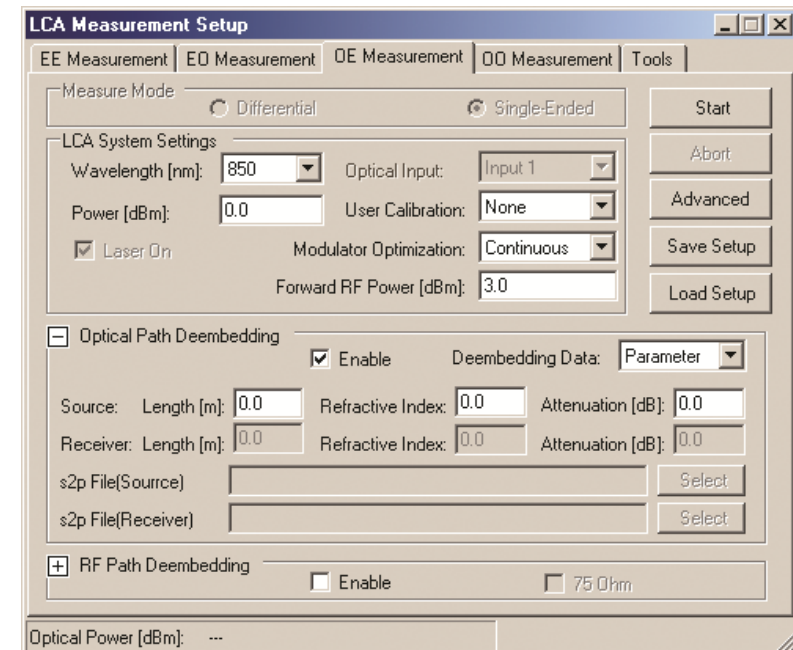 LCA Measurement Setup
EE Measurement EO Measurement OE Measurement OO Measurement Tools
Measure Mode
Differential Single-Ended Start
LCA System Settings
Wavelength [nm]: 850 Optical Input: Input 1 Abort
Power [dBm]: 0.0 User Calibration: None Advanced
Laser On Modulator Optimization: Continuous Save Setup
Forward RF Power [dBm]: 3.0 Load Setup
Optical Path Deembedding
Enable Deembedding Data: Parameter
Source: Length [m]: 0.0 Refractive Index: 0.0 Attenuation [dB]: 0.0
Receiver: Length [m]: 0.0 Refractive Index: 0.0 Attenuation [dB]: 0.0
s2p File(Sourrce) Select
s2p File(Receiver) Select
RF Path Deembedding
Enable 75 Ohm
Optical Power [dBm]: ---